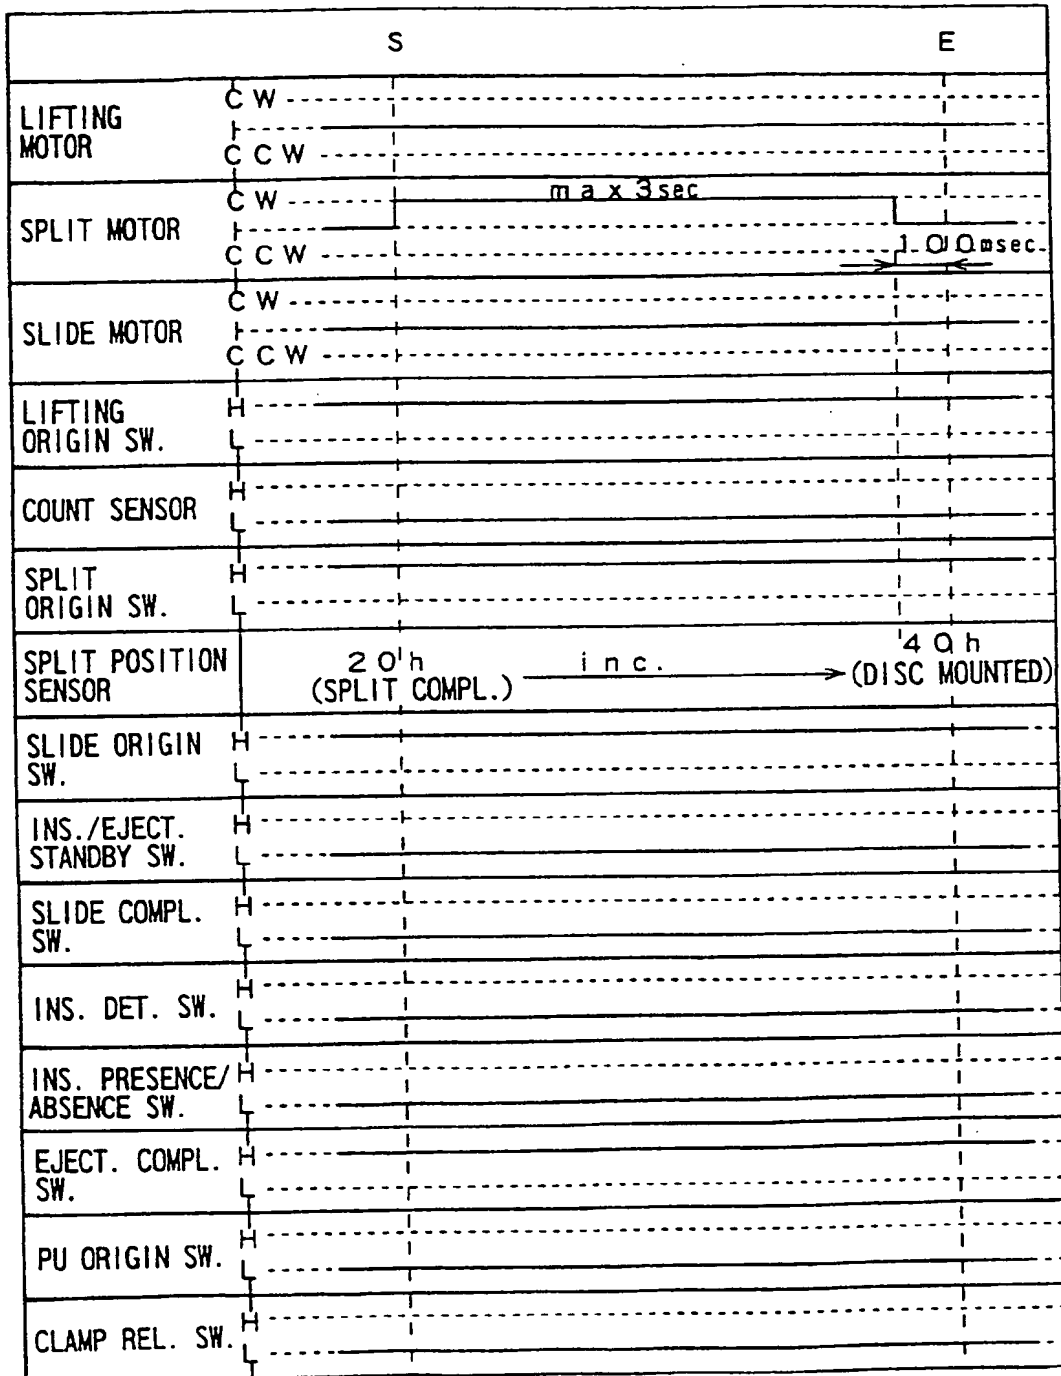 S E
LIFTING
MOTOR
CW
CCW
SPLIT MOTOR
CW
CCW
max 3sec
100msec
SLIDE MOTOR
CW
CCW
LIFTING
ORIGIN SW.
H
L
COUNT SENSOR
H
L
SPLIT
ORIGIN SW.
H
L
SPLIT POSITION
SENSOR
20h
(SPLIT COMPL.)
inc.
40h
(DISC MOUNTED)
SLIDE ORIGIN
SW.
H
L
INS./EJECT.
STANDBY SW.
H
L
SLIDE COMPL.
SW.
H
L
INS. DET. SW.
H
L
INS. PRESENCE/
ABSENCE SW.
H
L
EJECT. COMPL.
SW.
H
L
PU ORIGIN SW.
H
L
CLAMP REL. SW.
H
L